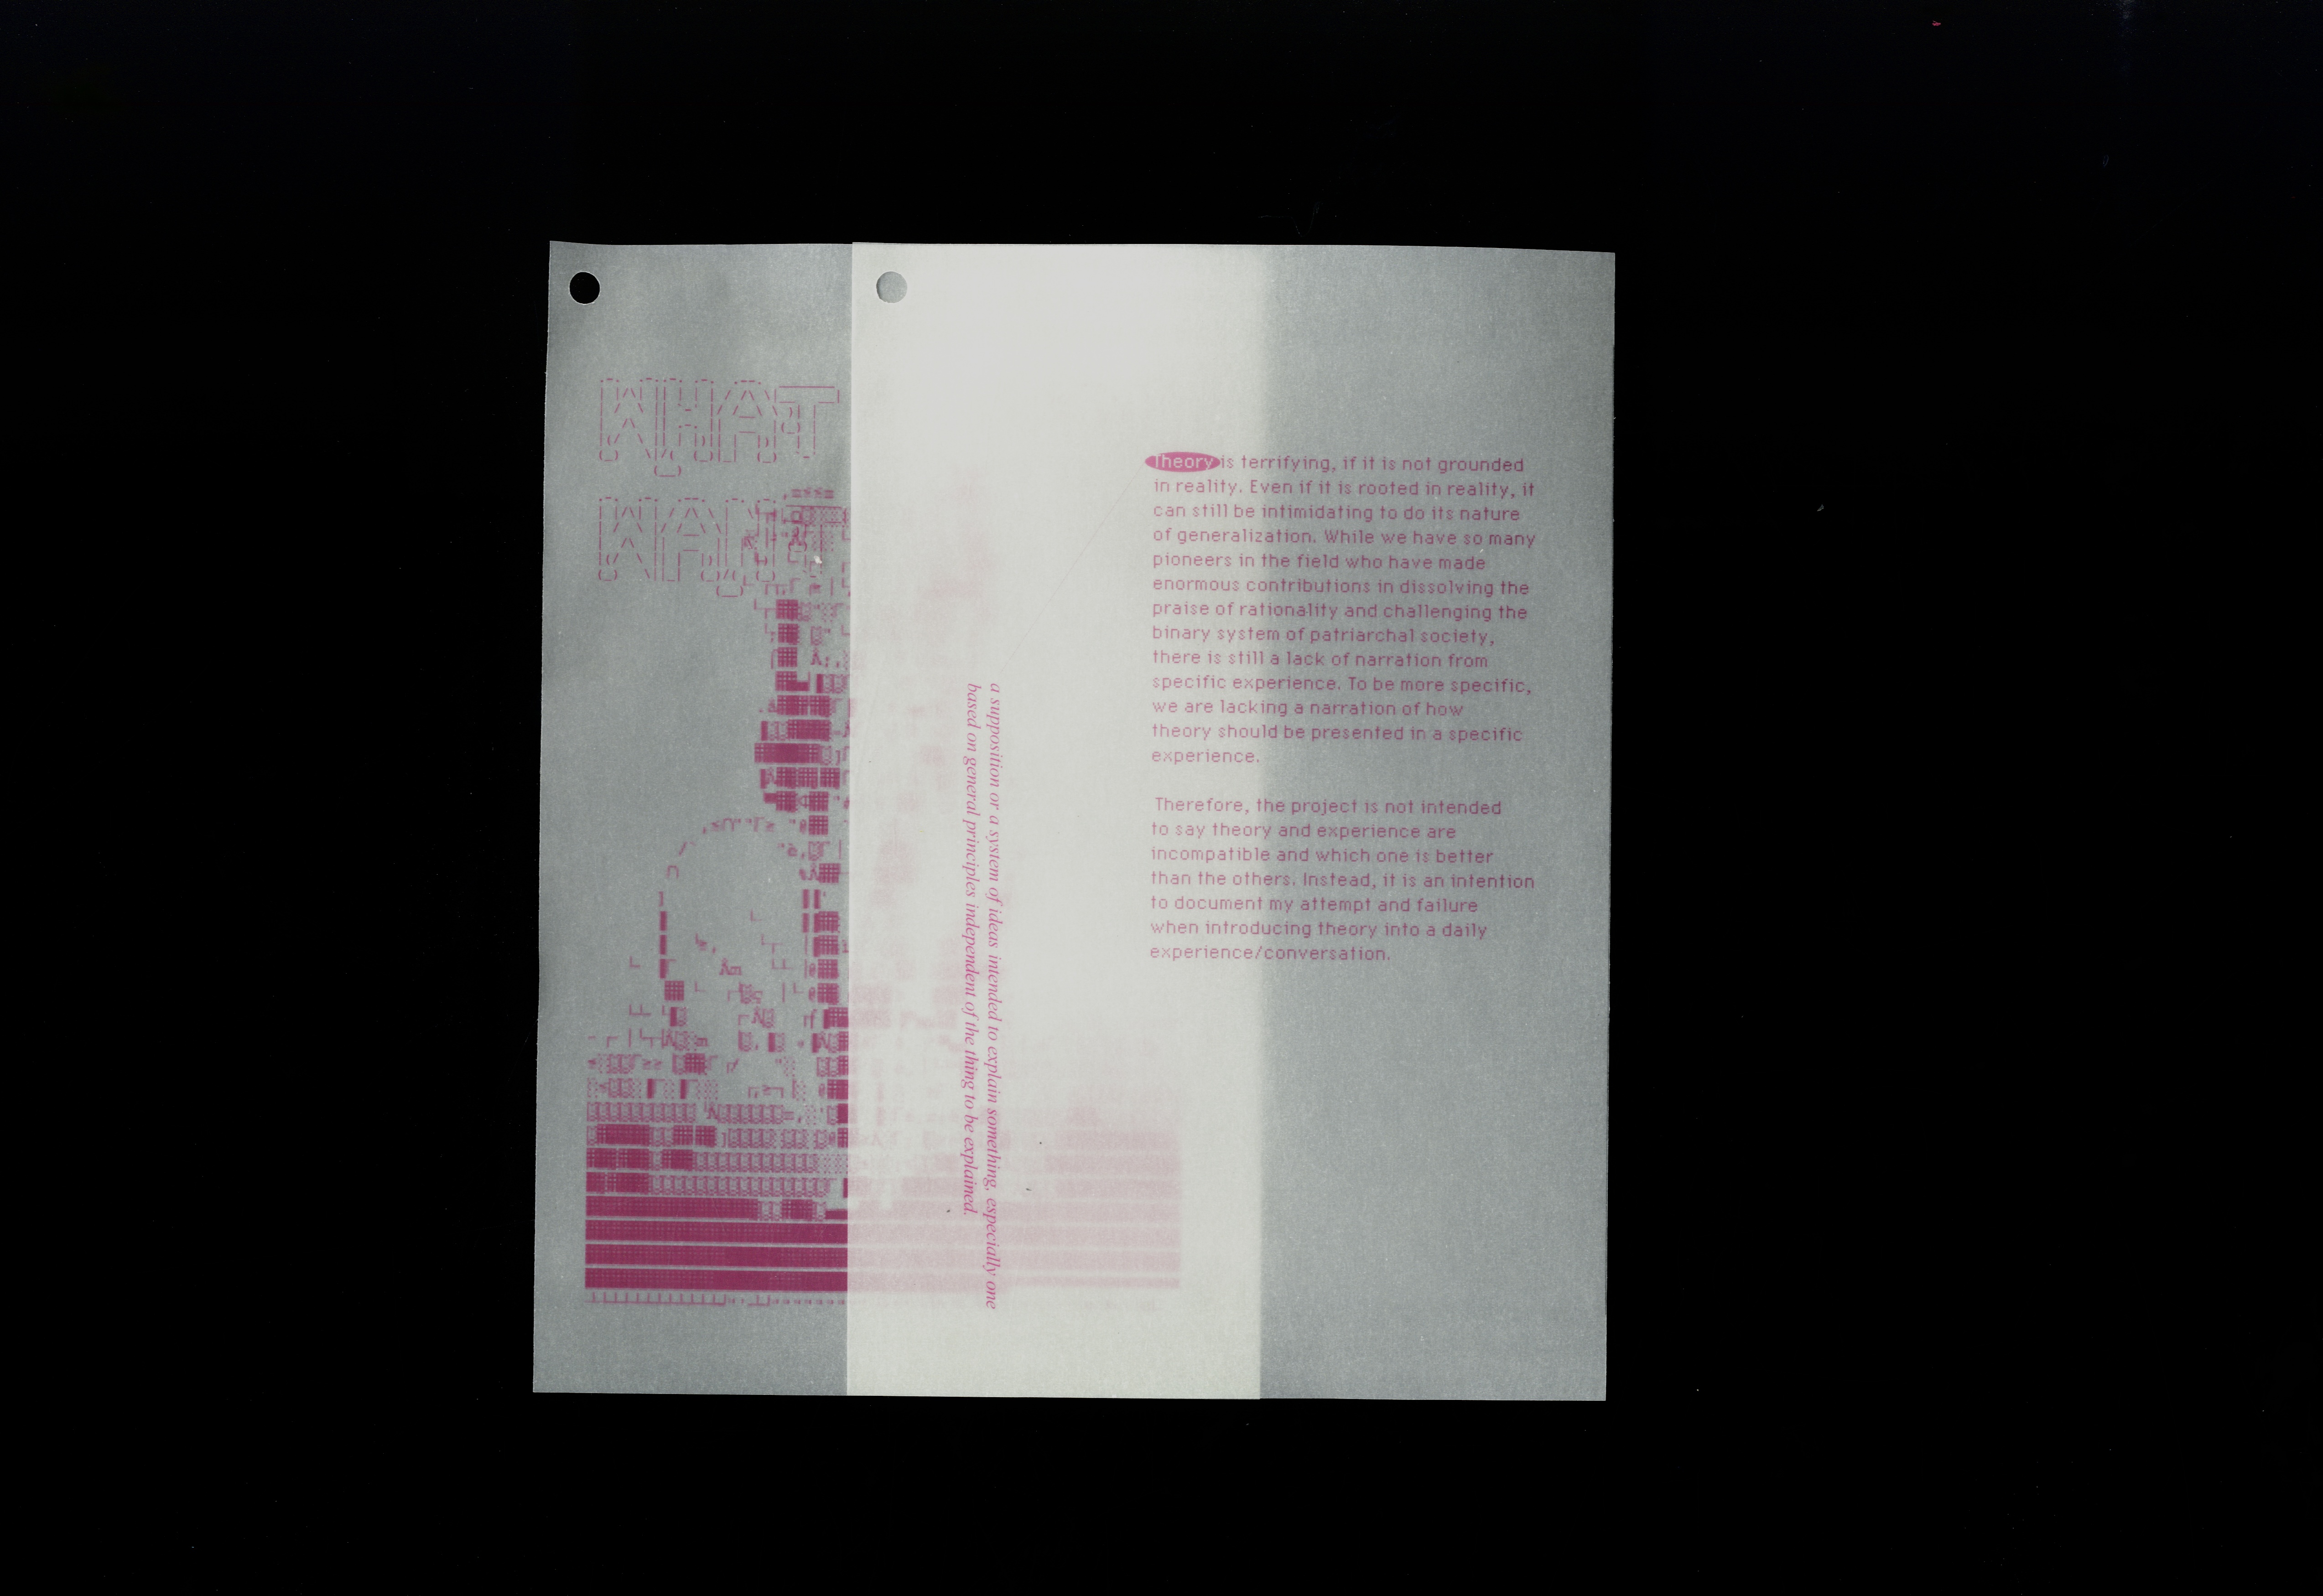 WHAT
WANT
Theory is terrifying, if it is not grounded
in reality. Even if it is rooted in reality, it
can still be intimidating to do its nature
of generalization. While we have so many
pioneers in the field who have made
enormous contributions in dissolving the
praise of rationality and challenging the
binary system of patriarchal society,
there is still a lack of narration from
specific experience. To be more specific,
we are lacking a narration of how
theory should be presented in a specific
experience.
Therefore, the project is not intended
to say theory and experience are
incompatible and which one is better
than the others. Instead, it is an intention
to document my attempt and failure
when introducing theory into a daily
experience/conversation.
a supposition or a system of ideas intended to explain something, especially one
based on general principles independent of the thing to be explained.